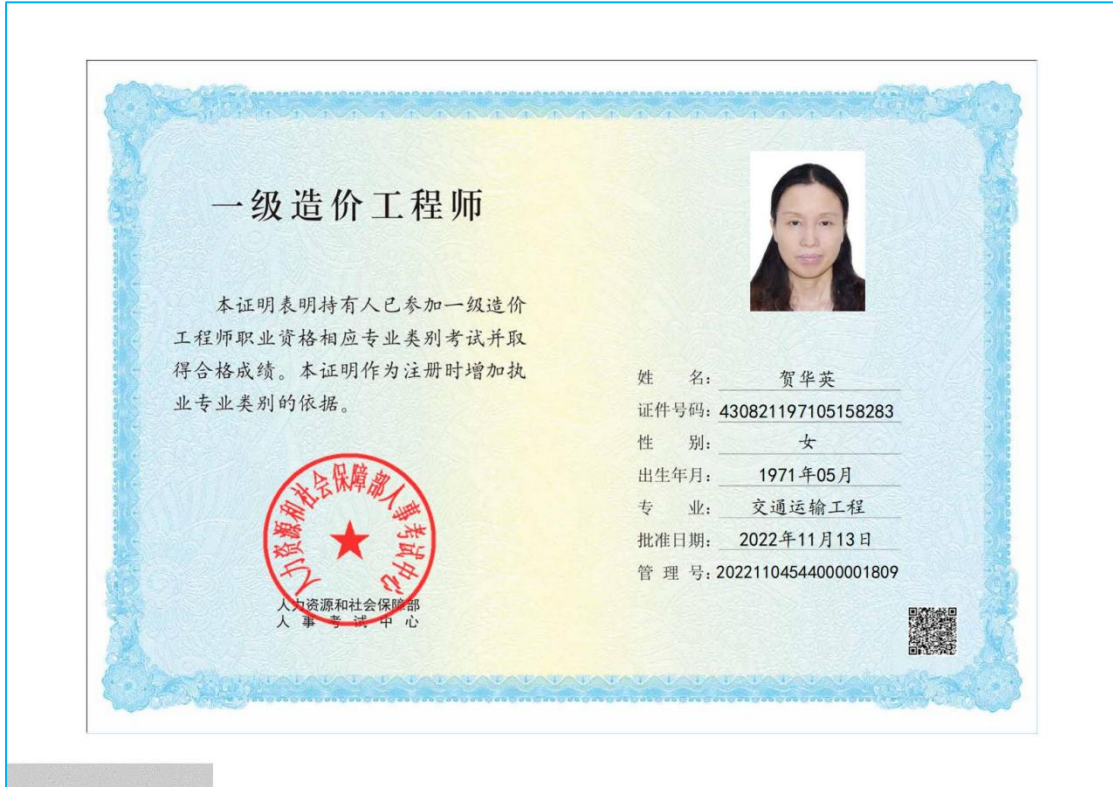 一级造价工程师
本证明表明持有人已参加一级造价
工程师职业资格相应专业类别考试并取
得合格成绩。本证明作为注册时增加执
业专业类别的依据。
人力资源和社会保障部人事考试中心
人力资源和社会保障部
人事考试中心
姓 名: 贺华英
证件号码: 430821197105158283
性 别: 女
出生年月: 1971年05月
专 业: 交通运输工程
批准日期: 2022年11月13日
管 理 号: 20221104544000001809